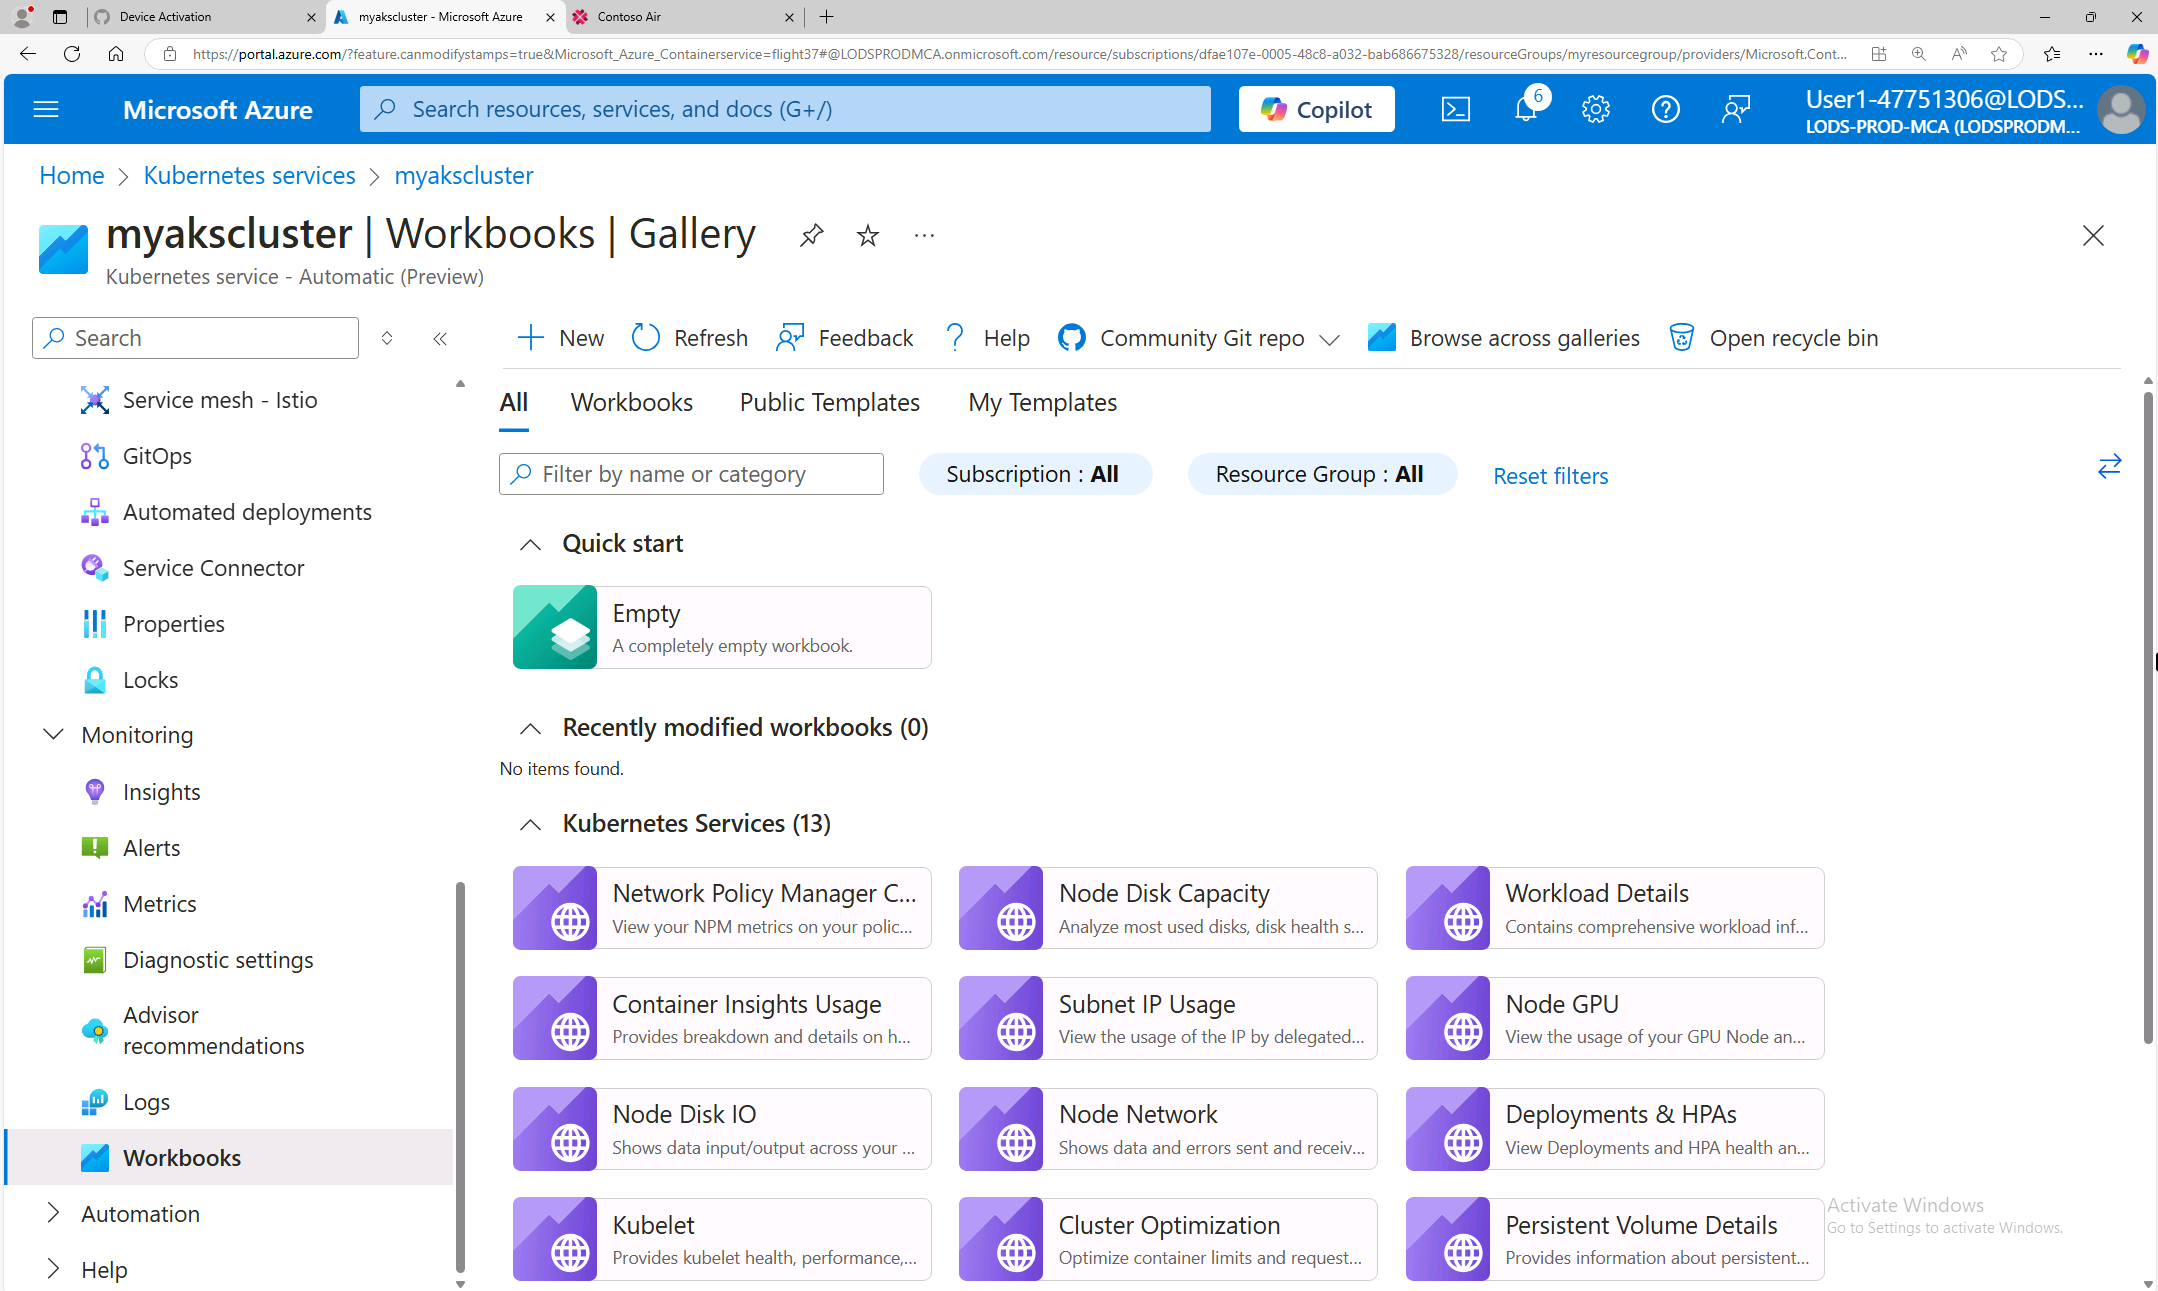 Device Activation
myakscluster - Microsoft Azure
Contoso Air
https://portal.azure.com/?feature.canmodifystamps=true&Microsoft_Azure_Containerservice=flight37#@LODSPRODMCA.onmicrosoft.com/resource/subscriptions/dfae107e-0005-48c8-a032-bab686675328/resourceGroups/myresourcegroup/providers/Microsoft.Cont...
Microsoft Azure
Search resources, services, and docs (G+/)
Copilot
6
User1-47751306@LODS...
LODS-PROD-MCA (LODSPRODM...
Home > Kubernetes services > myakscluster
myakscluster | Workbooks | Gallery
Kubernetes service - Automatic (Preview)
Search
New
Refresh
Feedback
Help
Community Git repo
Browse across galleries
Open recycle bin
Service mesh - Istio
GitOps
Automated deployments
Service Connector
Properties
Locks
Monitoring
Insights
Alerts
Metrics
Diagnostic settings
Advisor
recommendations
Logs
Workbooks
Automation
Help
All
Workbooks
Public Templates
My Templates
Filter by name or category
Subscription : All
Resource Group : All
Reset filters
Quick start
Empty
A completely empty workbook.
Recently modified workbooks (0)
No items found.
Kubernetes Services (13)
Network Policy Manager C...
View your NPM metrics on your polic...
Node Disk Capacity
Analyze most used disks, disk health s...
Workload Details
Contains comprehensive workload inf...
Container Insights Usage
Provides breakdown and details on h...
Subnet IP Usage
View the usage of the IP by delegated...
Node GPU
View the usage of your GPU Node an...
Node Disk IO
Shows data input/output across your ...
Node Network
Shows data and errors sent and receiv...
Deployments & HPAs
View Deployments and HPA health an...
Kubelet
Provides kubelet health, performance,...
Cluster Optimization
Optimize container limits and request...
Persistent Volume Details
Provides information about persistent...
Activate Windows
Go to Settings to activate Windows.